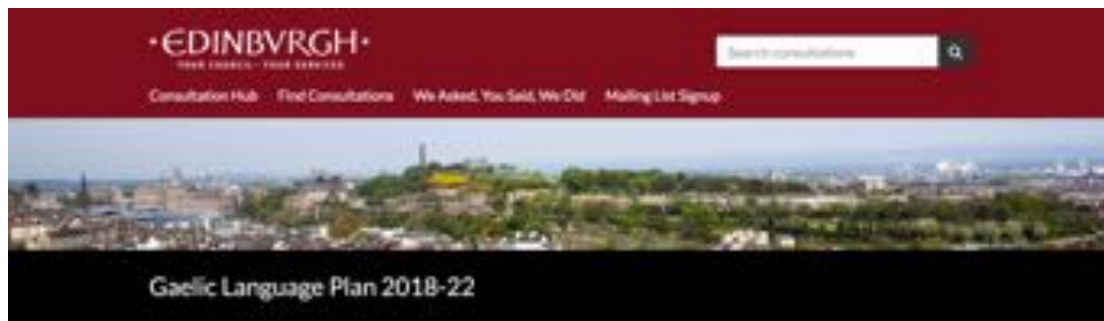 ·EDINBVRGH·
YOUR COUNCIL - YOUR SERVICES
Search consultations
Consultation Hub Find Consultations We Asked, You Said, We Did Mailing List Signup
Gaelic Language Plan 2018-22